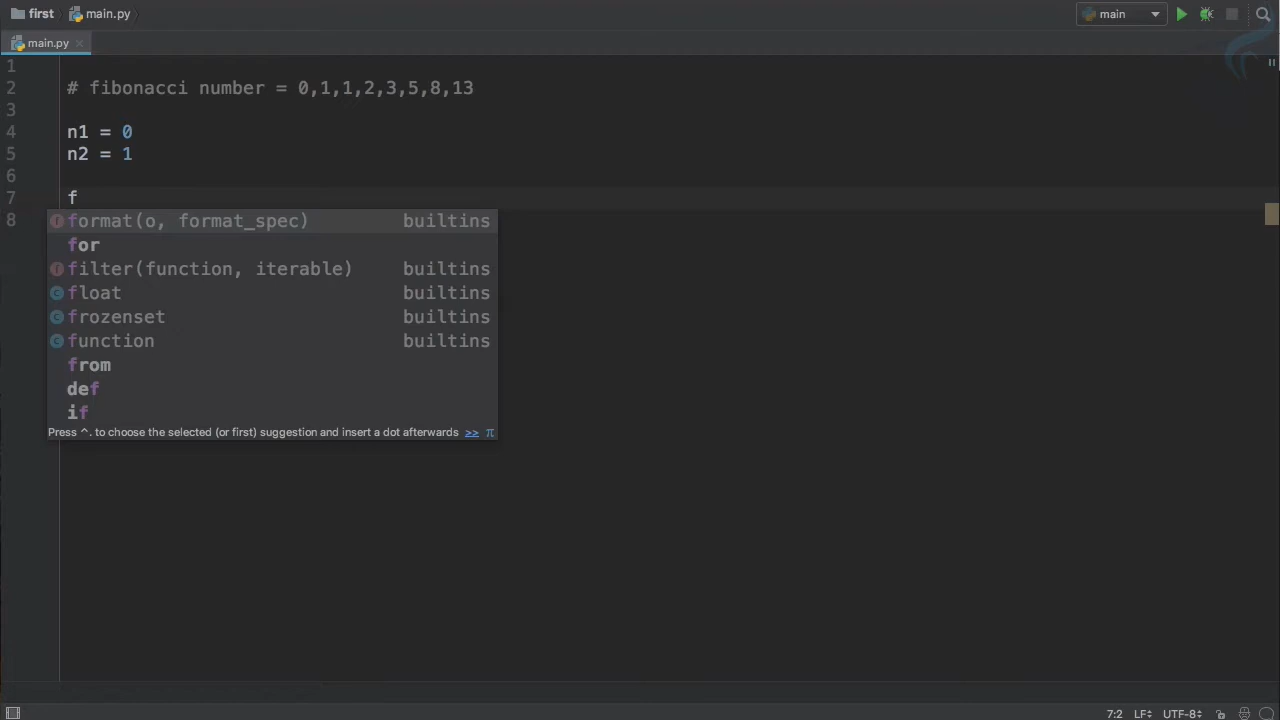 first main.py
main
main.py
1
2 # fibonacci number = 0,1,1,2,3,5,8,13
3
4 n1 = 0
5 n2 = 1
6
7 f
8
format(o, format_spec) builtins
for
filter(function, iterable) builtins
float builtins
frozenset builtins
function builtins
from
def
if
Press ^. to choose the selected (or first) suggestion and insert a dot afterwards >> π
7:2 LF UTF-8